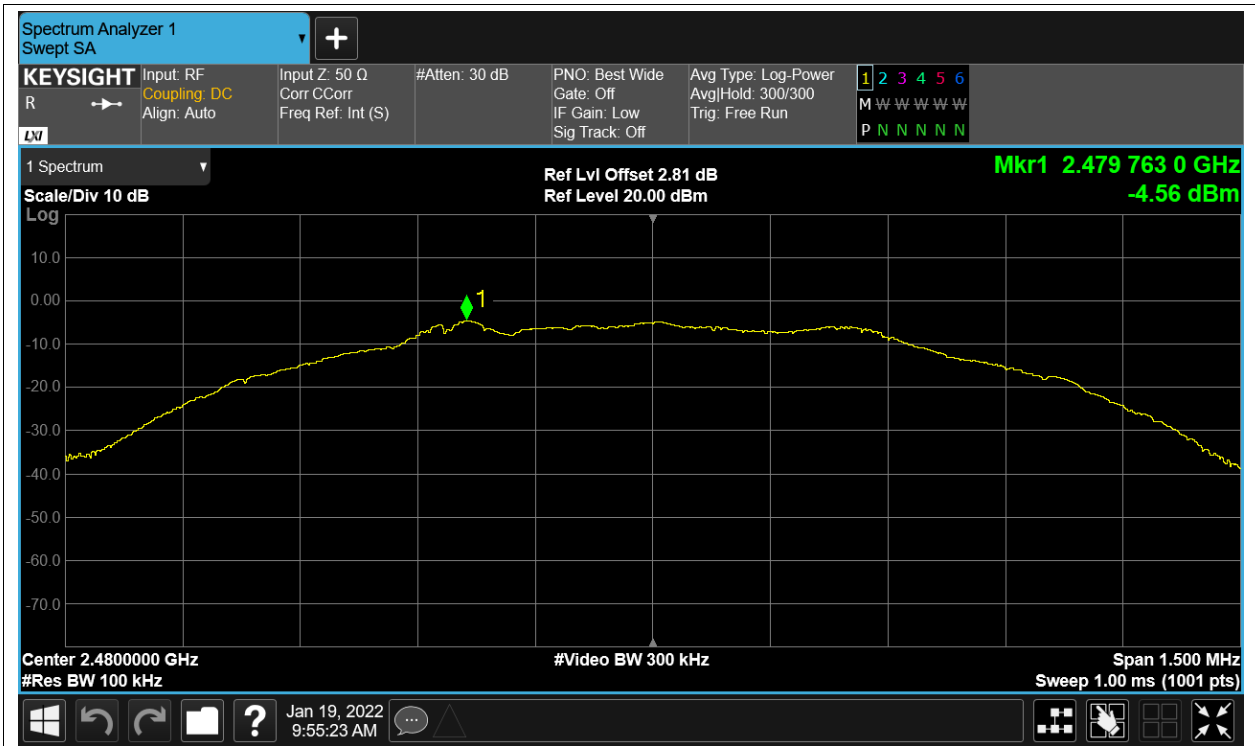 Spectrum Analyzer 1
Swept SA
KEYSIGHT
R
LXI
Input: RF
Coupling: DC
Align: Auto
Input Z: 50 Ω
Corr CCorr
Freq Ref: Int (S)
#Atten: 30 dB
PNO: Best Wide
Gate: Off
IF Gain: Low
Sig Track: Off
Avg Type: Log-Power
Avg|Hold: 300/300
Trig: Free Run
1 2 3 4 5 6
M W W W W W
P N N N N N
1 Spectrum
Scale/Div 10 dB
Log
Ref Lvl Offset 2.81 dB
Ref Level 20.00 dBm
Mkr1 2.479 763 0 GHz
-4.56 dBm
10.0
0.00
1
-10.0
-20.0
-30.0
-40.0
-50.0
-60.0
-70.0
Center 2.4800000 GHz
#Res BW 100 kHz
#Video BW 300 kHz
Span 1.500 MHz
Sweep 1.00 ms (1001 pts)
?
Jan 19, 2022
9:55:23 AM